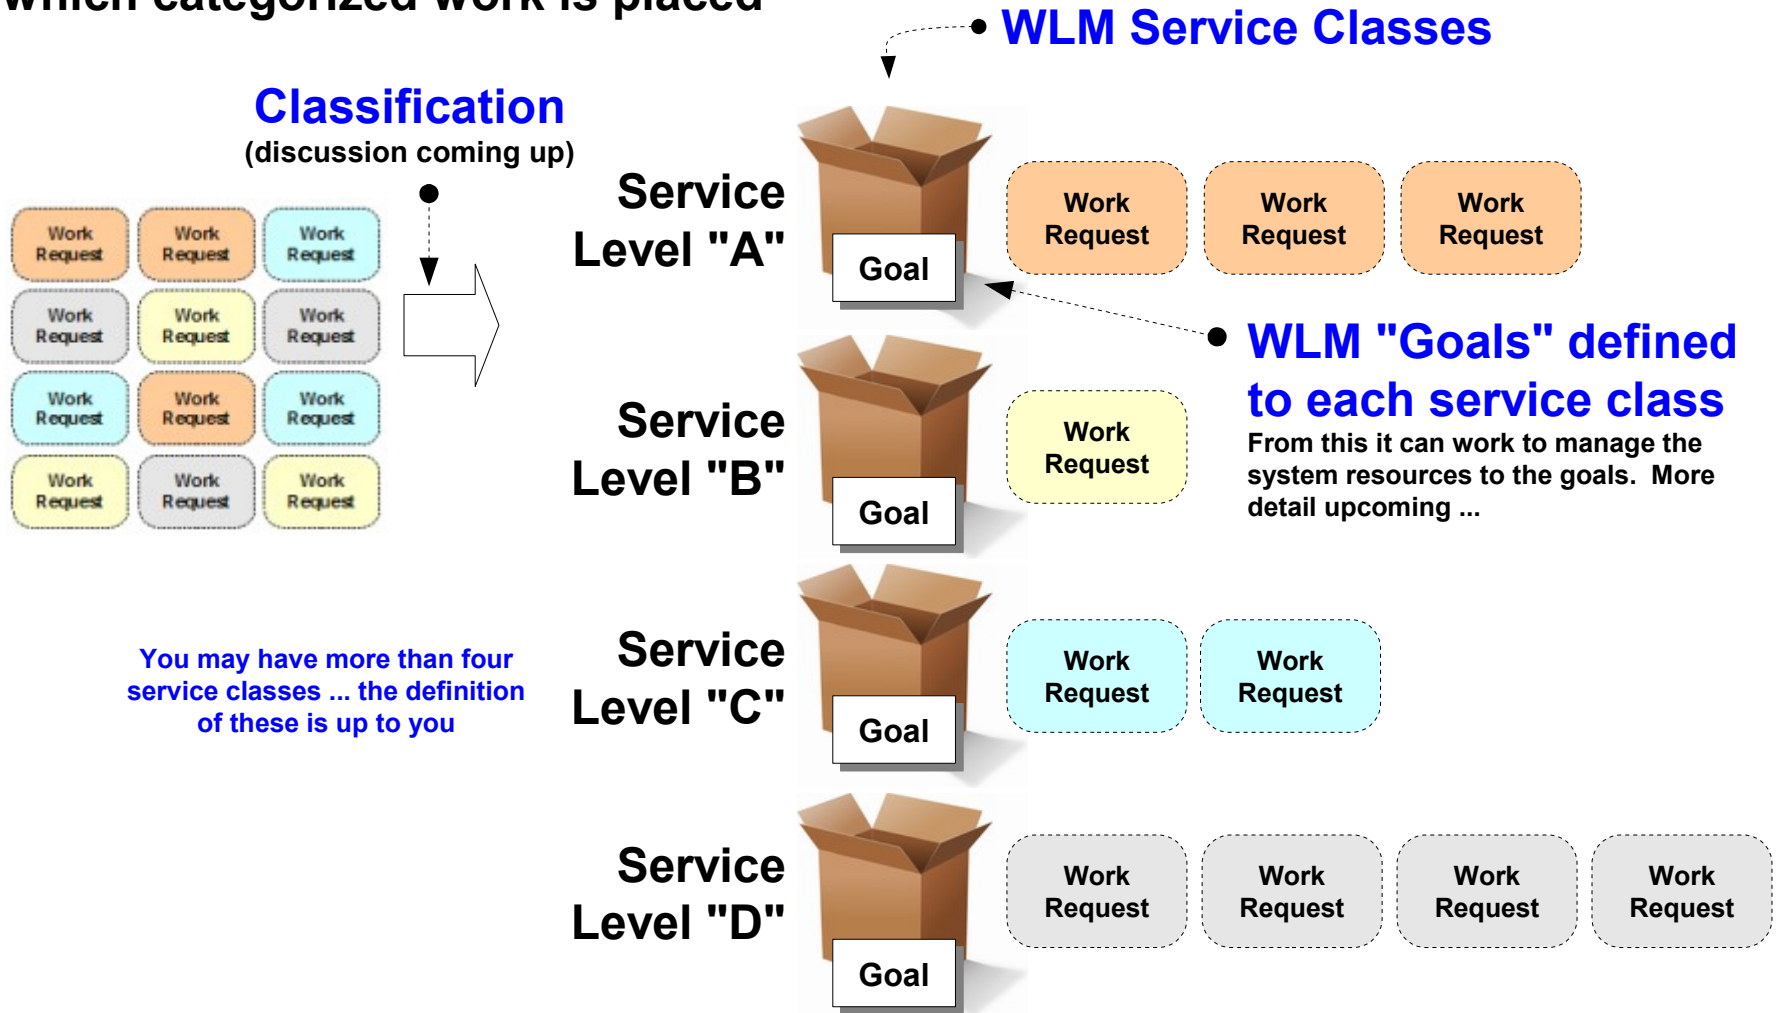 which categorized work is placed
WLM Service Classes
Classification
(discussion coming up)
Work
Request
Work
Request
Work
Request
Work
Request
Work
Request
Work
Request
Work
Request
Work
Request
Work
Request
Work
Request
Work
Request
Work
Request
Service
Level "A"
Goal
Work
Request
Work
Request
Work
Request
WLM "Goals" defined
to each service class
From this it can work to manage the
system resources to the goals. More
detail upcoming ...
Service
Level "B"
Goal
Work
Request
You may have more than four
service classes ... the definition
of these is up to you
Service
Level "C"
Goal
Work
Request
Work
Request
Service
Level "D"
Goal
Work
Request
Work
Request
Work
Request
Work
Request